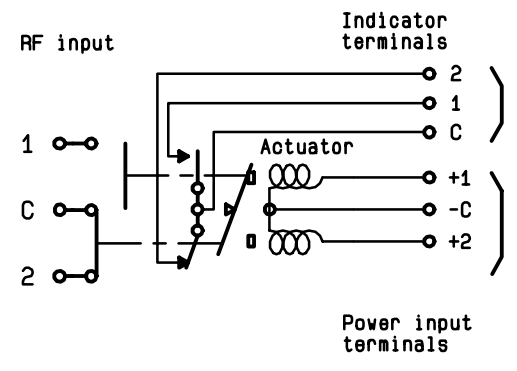 Indicator
terminals
RF input
2
1
C
1
Actuator
+1
C
-C
+2
2
Power input
terminals